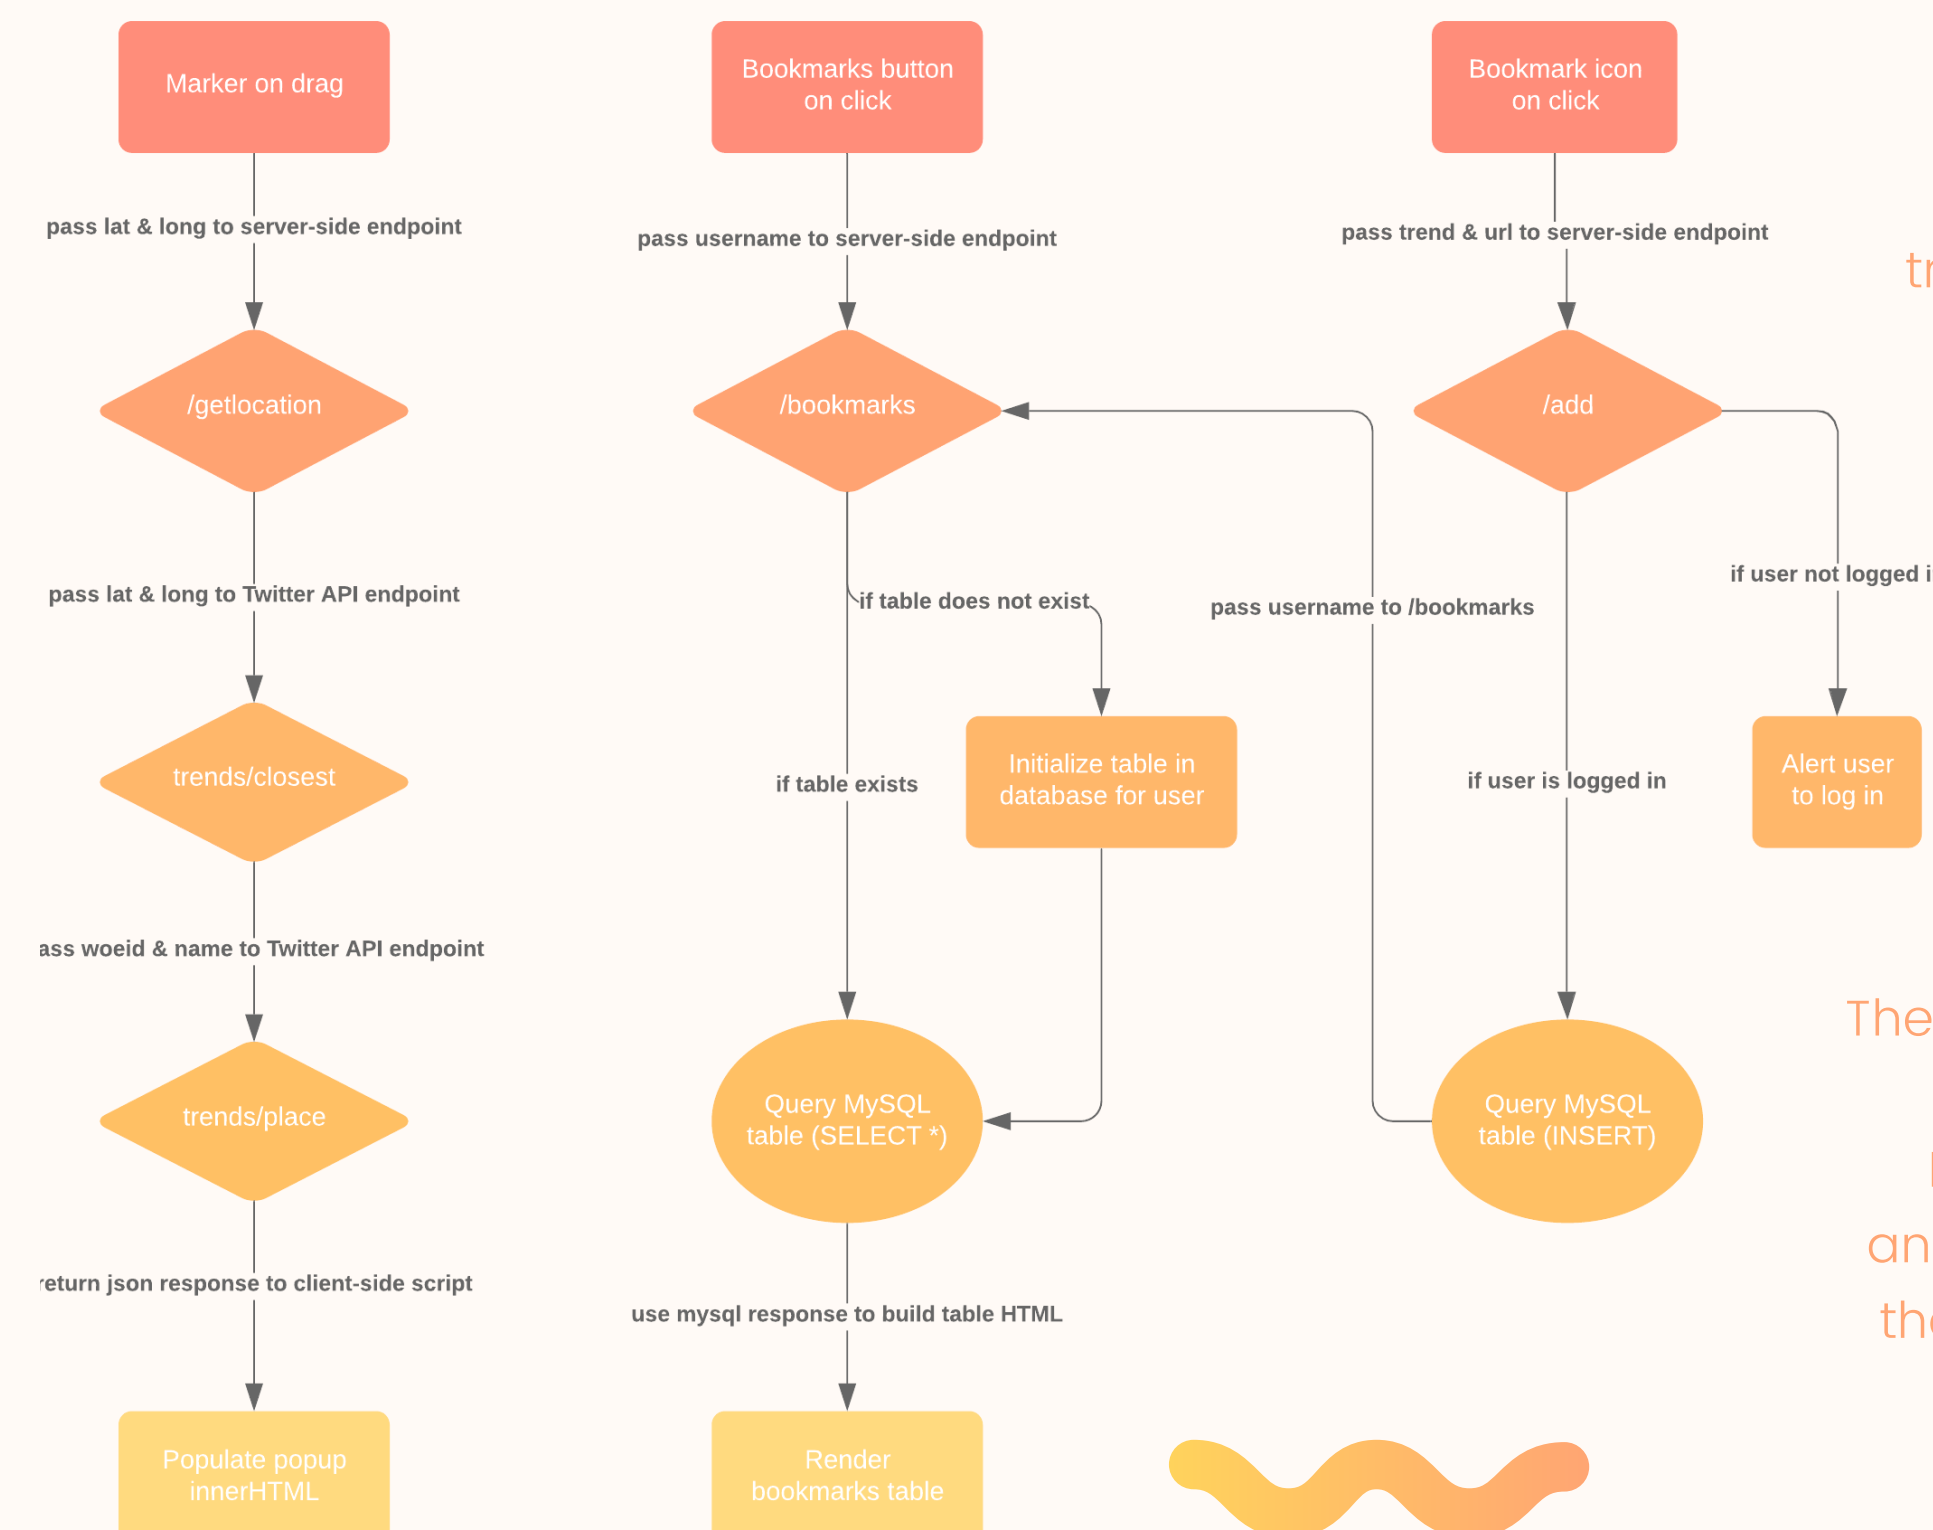 Marker on drag
pass lat & long to server-side endpoint
/getlocation
pass lat & long to Twitter API endpoint
trends/closest
ass woeid & name to Twitter API endpoint
trends/place
return json response to client-side script
Populate popup
innerHTML
Bookmarks button
on click
pass username to server-side endpoint
/bookmarks
if table does not exist
if table exists
Initialize table in
database for user
Query MySQL
table (SELECT *)
use mysql response to build table HTML
Render
bookmarks table
Bookmark icon
on click
pass trend & url to server-side endpoint
/add
pass username to /bookmarks
if user not logged i
if user is logged in
Alert user
to log in
Query MySQL
table (INSERT)
tr
The
an
the